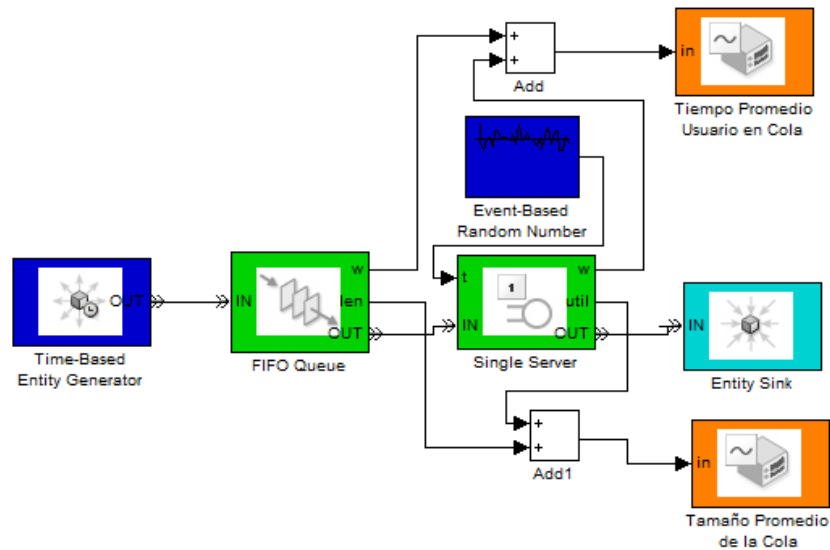 +
+
Add
in
Tiempo Promedio
Usuario en Cola
Event-Based
Random Number
OUT
Time-Based
Entity Generator
IN
w
len
OUT
FIFO Queue
t
IN
1
w
util
OUT
Single Server
IN
Entity Sink
+
+
Add1
in
Tamaño Promedio
de la Cola